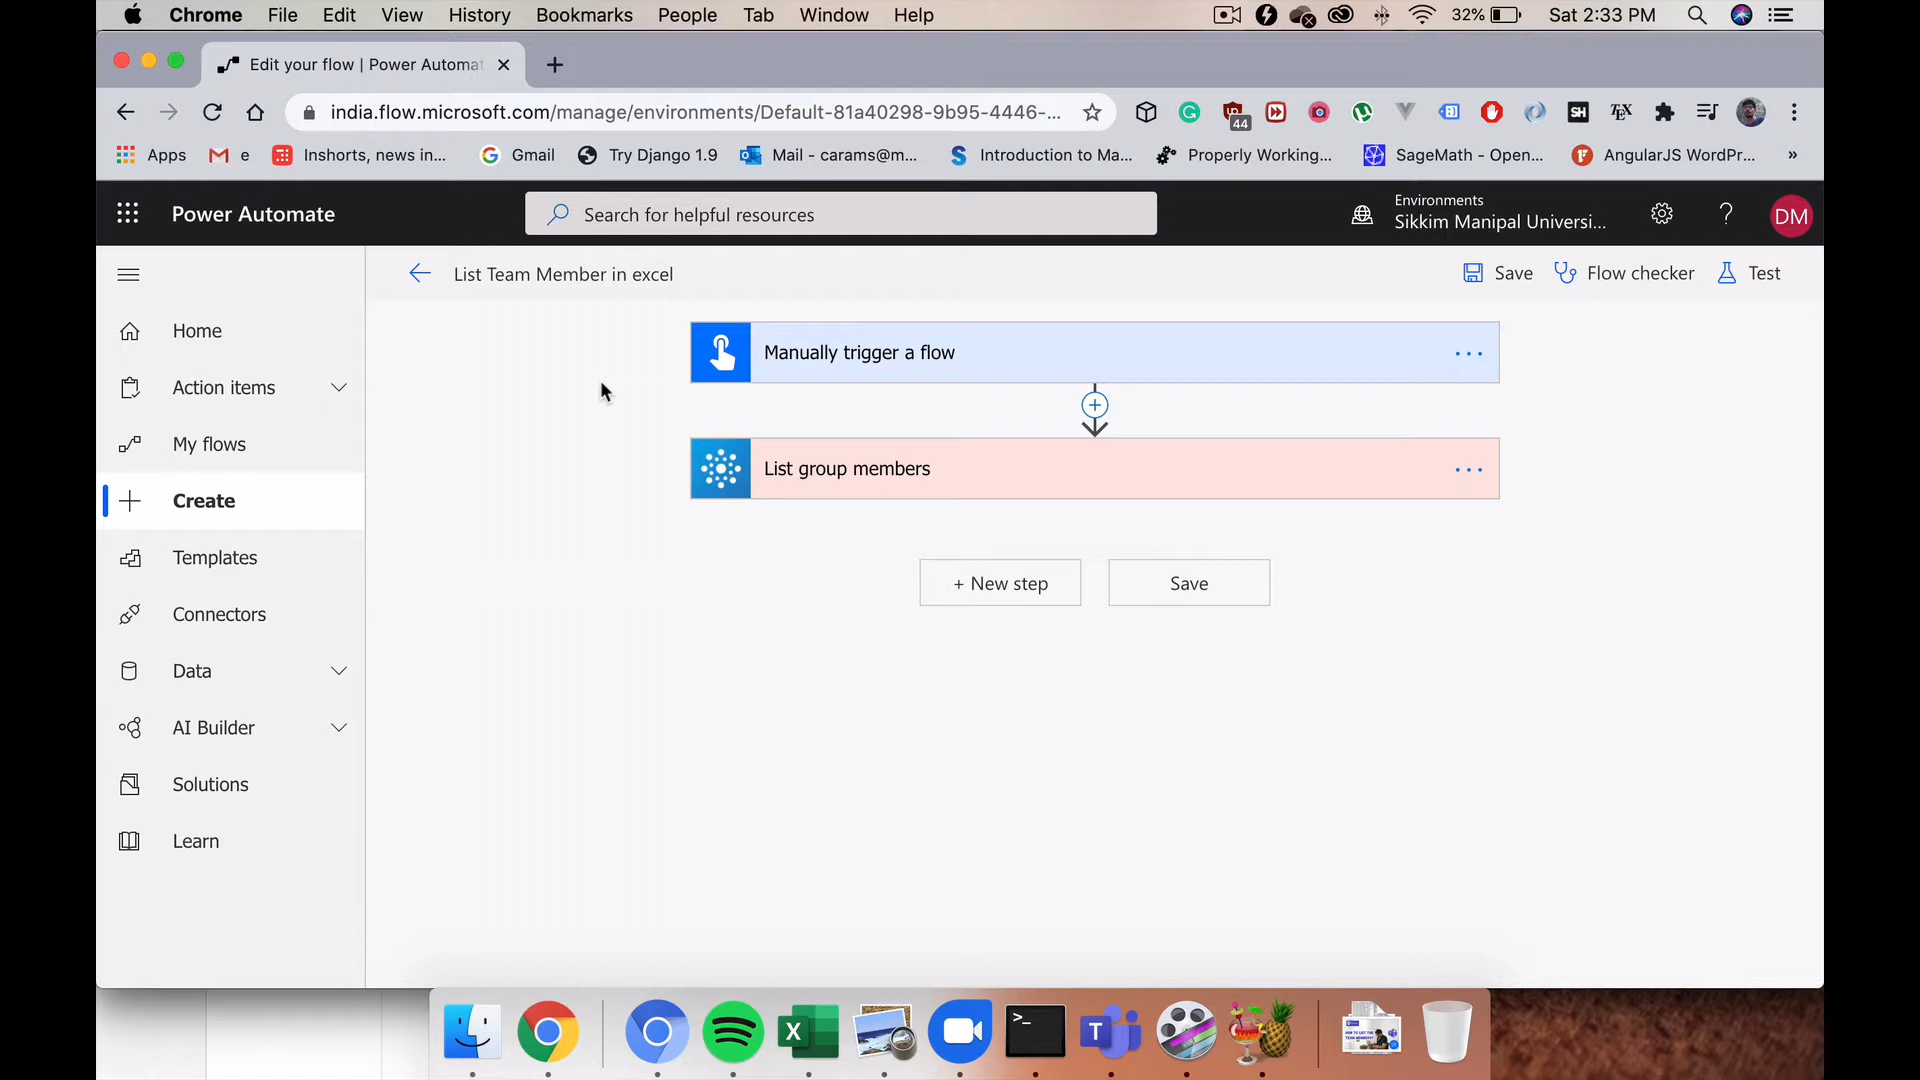 Chrome File Edit View History Bookmarks People Tab Window Help 32% Sat 2:33 PM
Edit your flow | Power Automat
india.flow.microsoft.com/manage/environments/Default-81a40298-9b95-4446-... 44 SH TEX
Apps e Inshorts, news in... Gmail Try Django 1.9 Mail - carams@m... Introduction to Ma... Properly Working... SageMath - Open... AngularJS WordPr... »
Power Automate Search for helpful resources Environments ? DM
Sikkim Manipal Universi...
List Team Member in excel Save Flow checker Test
Home
Manually trigger a flow ...
Action items
My flows
List group members ...
Create
Templates
+ New step Save
Connectors
Data
AI Builder
Solutions
Learn
X >_ T